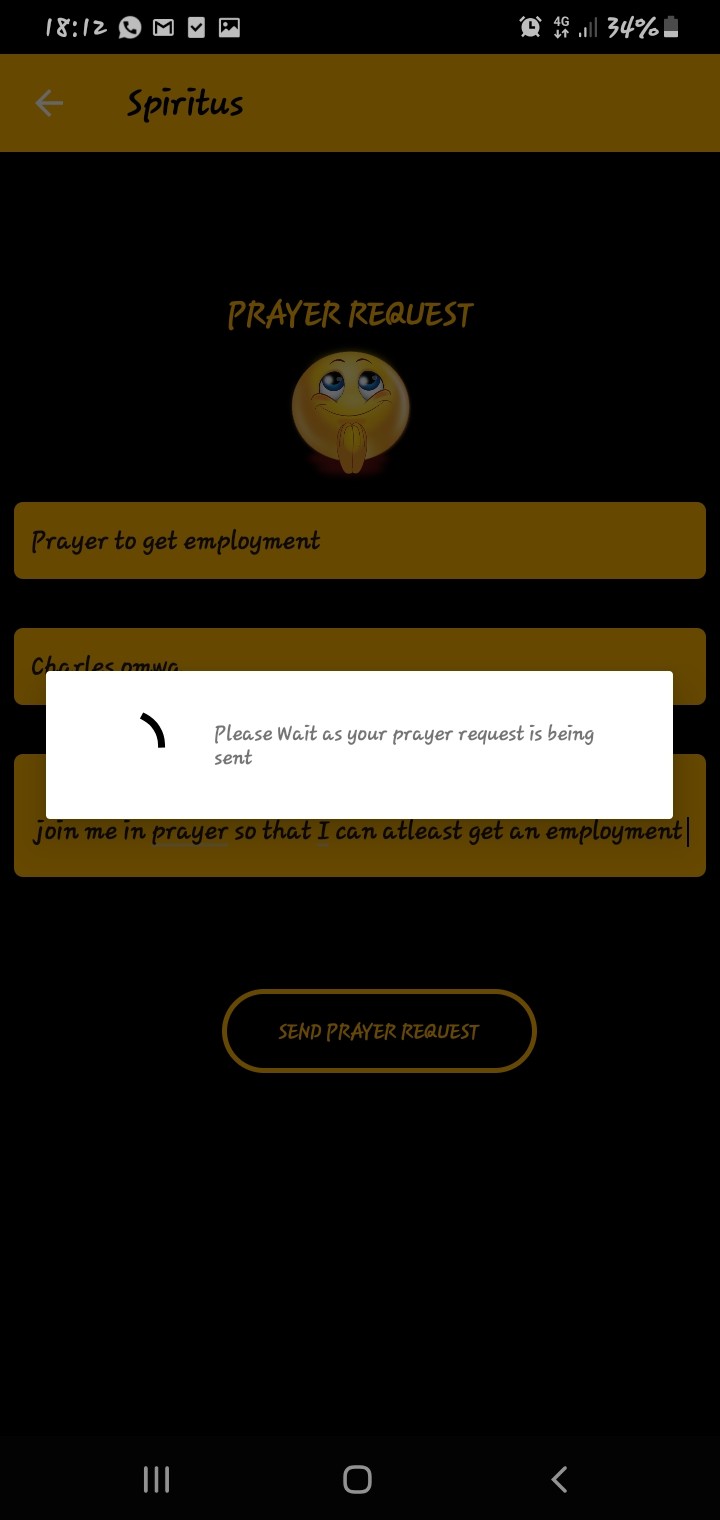 18:12 4G 34%
Spiritus
PRAYER REQUEST
Prayer to get employment
Charles omwa
Please Wait as your prayer request is being
sent
join me in prayer so that I can atleast get an employment
SEND PRAYER REQUEST